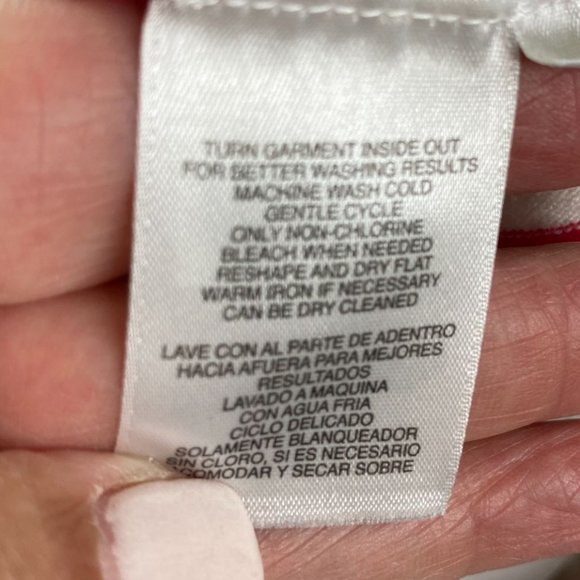 TURN GARMENT INSIDE OUT
FOR BETTER WASHING RESULTS
MACHINE WASH COLD
GENTLE CYCLE
ONLY NON-CHLORINE
BLEACH WHEN NEEDED
RESHAPE AND DRY FLAT
WARM IRON IF NECESSARY
CAN BE DRY CLEANED
LAVE CON AL PARTE DE ADENTRO
HACIA AFUERA PARA MEJORES
RESULTADOS
LAVADO A MAQUINA
CON AGUA FRIA
CICLO DELICADO
SOLAMENTE BLANQUEADOR
SIN CLORO, SI ES NECESARIO
ACOMODAR Y SECAR SOBRE